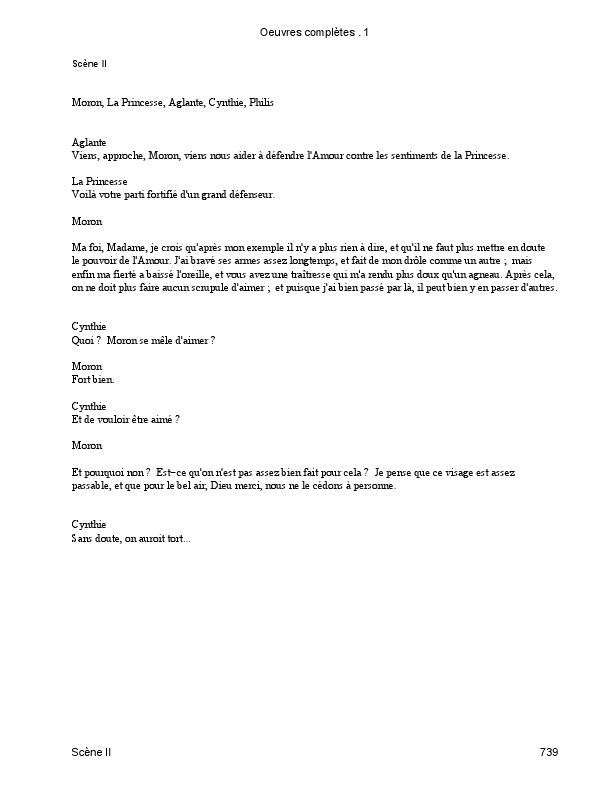 Oeuvres complètes . 1
Scène II
Moron, La Princesse, Aglante, Cynthie, Philis
Aglante
Viens, approche, Moron, viens nous aider à défendre l'Amour contre les sentiments de la Princesse.
La Princesse
Voilà votre parti fortifié d'un grand défenseur.
Moron
Ma foi, Madame, je crois qu'après mon exemple il n'y a plus rien à dire, et qu'il ne faut plus mettre en doute
le pouvoir de l'Amour. J'ai bravé ses armes assez longtemps, et fait de mon drôle comme un autre ; mais
enfin ma fierté a baissé l'oreille, et vous avez une traîtresse qui m'a rendu plus doux qu'un agneau. Après cela,
on ne doit plus faire aucun scrupule d'aimer ; et puisque j'ai bien passé par là, il peut bien y en passer d'autres.
Cynthie
Quoi ? Moron se mêle d'aimer ?
Moron
Fort bien.
Cynthie
Et de vouloir être aimé ?
Moron
Et pourquoi non ? Est-ce qu'on n'est pas assez bien fait pour cela ? Je pense que ce visage est assez
passable, et que pour le bel air, Dieu merci, nous ne le cédons à personne.
Cynthie
Sans doute, on auroit tort...
Scène II
739